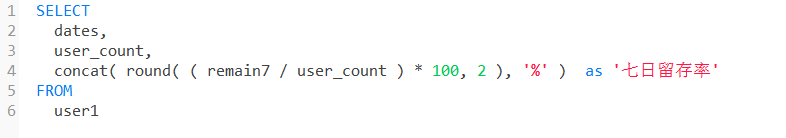 1 SELECT
2   dates,
3   user_count,
4   concat( round( ( remain7 / user_count ) * 100, 2 ), '%' )  as '七日留存率'
5 FROM
6   user1